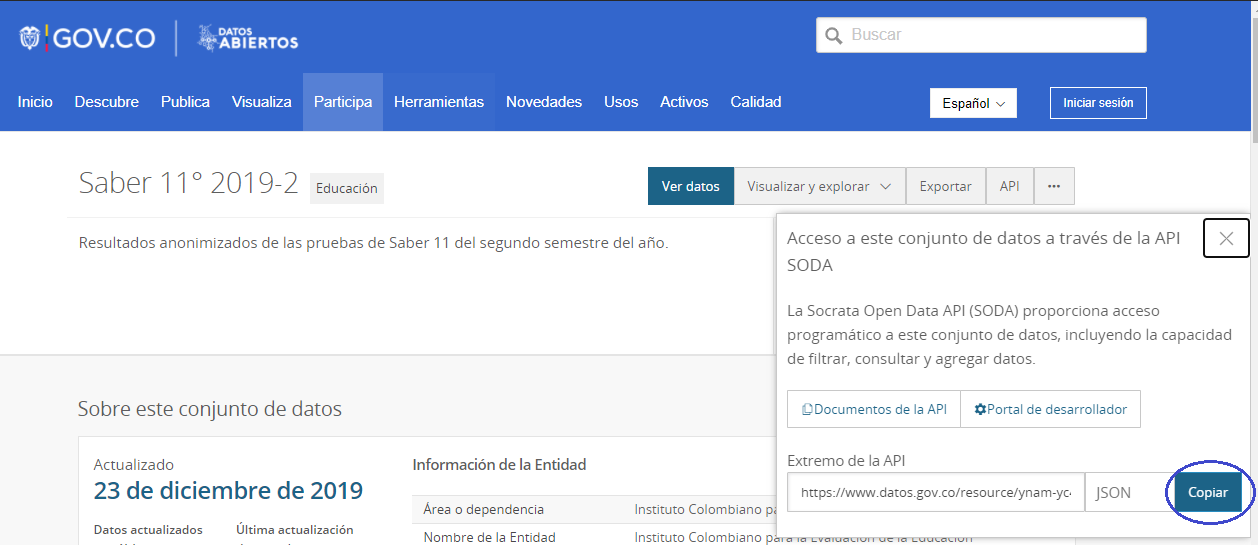 GOV.CO
DATOS
ABIERTOS
Buscar
Inicio Descubre Publica Visualiza Participa Herramientas Novedades Usos Activos Calidad Español Iniciar sesión
Saber 11° 2019-2 Educación
Ver datos Visualizar y explorar Exportar API ...
Resultados anonimizados de las pruebas de Saber 11 del segundo semestre del año.
Acceso a este conjunto de datos a través de la API
SODA
La Socrata Open Data API (SODA) proporciona acceso
programático a este conjunto de datos, incluyendo la capacidad
de filtrar, consultar y agregar datos.
Documentos de la API Portal de desarrollador
Extremo de la API
https://www.datos.gov.co/resource/ynam-yc JSON Copiar
Sobre este conjunto de datos
Actualizado
23 de diciembre de 2019
Datos actualizados Última actualización
Información de la Entidad
Área o dependencia Instituto Colombiano pa
Nombre de la Entidad Instituto Colombiano para la Evaluación de la Educación